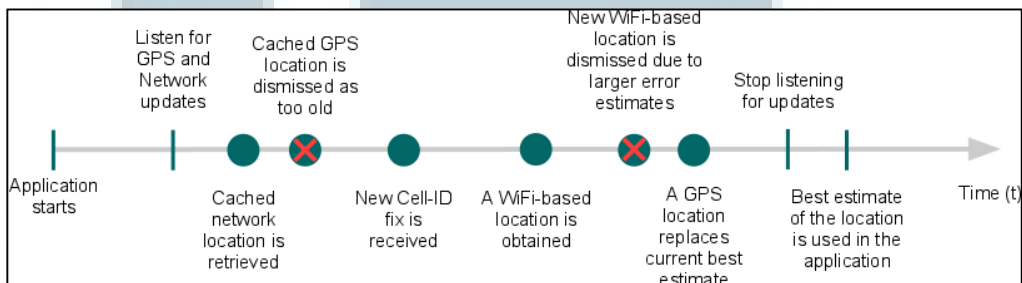 Application
starts
Listen for
GPS and
Network
updates
Cached
network
location is
retrieved
Cached GPS
location is
dismissed as
too old
New Cell-ID
fix is
received
A WiFi-based
location is
obtained
New WiFi-based
location is
dismissed due to
larger error
estimates
A GPS
location
replaces
current best
estimate
Stop listening
for updates
Best estimate
of the location
is used in the
application
Time (t)